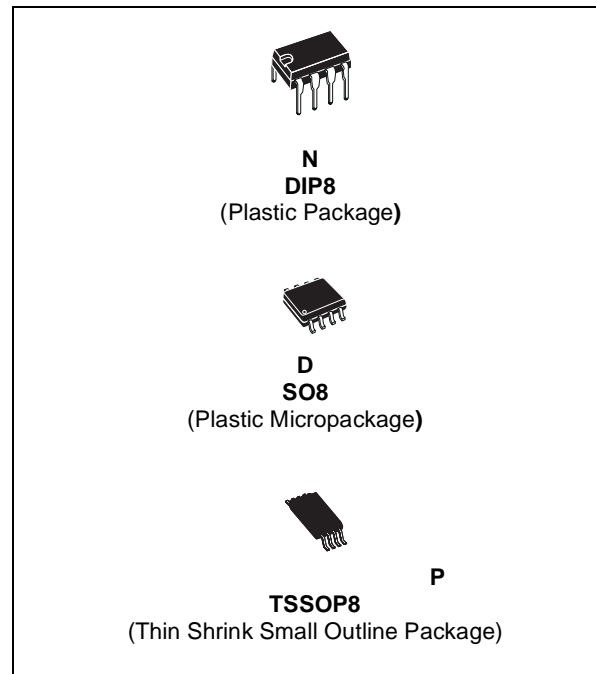 N
DIP8
(Plastic Package)
D
SO8
(Plastic Micropackage)
P
TSSOP8
(Thin Shrink Small Outline Package)